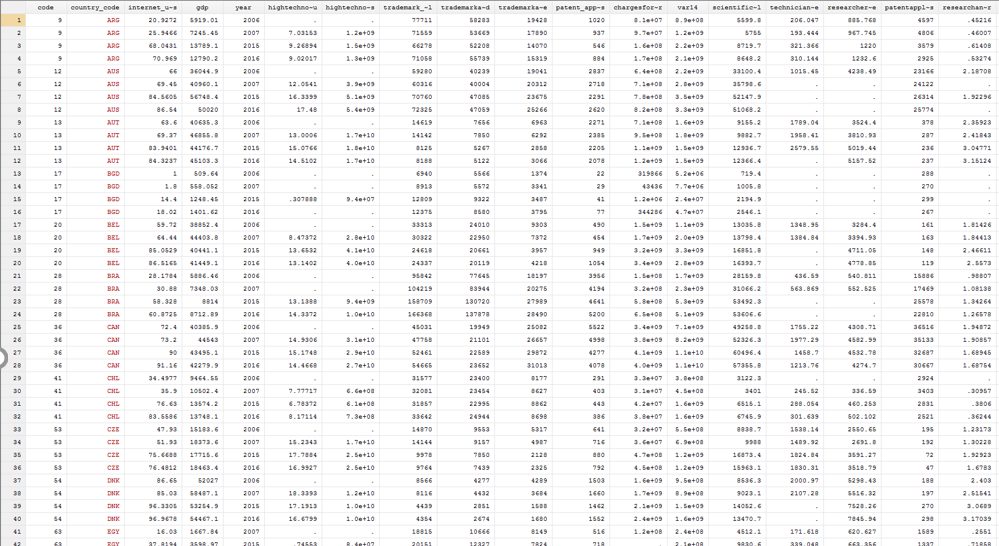 code country_code internet_u-s gdp year hightechno-u hightechno-s trademark_-l trademarka-d trademarka-e patent_app-s chargesfor-r var14 scientific-l technician-e researcher-e patentappl-s researchan-r
1 9 ARG 20.9272 5919.01 2006 . . 77711 58283 19428 1020 8.1e+07 8.9e+08 5599.8 206.047 885.768 4597 .45216
2 9 ARG 25.9466 7245.45 2007 7.03153 1.2e+09 71559 53669 17890 937 9.7e+07 1.2e+09 5755 193.444 967.745 4806 .46007
3 9 ARG 68.0431 13789.1 2015 9.26894 1.5e+09 66278 52208 14070 546 1.6e+08 2.2e+09 8719.7 321.366 1220 3579 .61408
4 9 ARG 70.969 12790.2 2016 9.02017 1.3e+09 71058 55739 15319 884 1.7e+08 2.2e+09 8648.2 310.144 1232.6 2925 .53274
5 12 AUS 66 36044.9 2006 . . 59280 40239 19041 2837 6.4e+08 2.2e+09 33100.4 1015.45 4238.49 23166 2.18708
6 12 AUS 69.45 40960.1 2007 12.0541 3.9e+09 60316 40004 20312 2718 7.1e+08 2.8e+09 35798.6 . . 24122 .
7 12 AUS 84.5605 56748.4 2015 16.3399 5.1e+09 70760 47085 23675 2291 7.8e+08 3.5e+09 52147.9 . . 26314 1.92296
8 12 AUS 86.54 50020 2016 17.48 5.4e+09 72325 47059 25266 2620 8.2e+08 3.3e+09 51068.2 . . 25774 .
9 13 AUT 63.6 40635.3 2006 . . 14619 7656 6963 2271 7.1e+08 1.6e+09 9155.2 1789.04 3524.4 378 2.35923
10 13 AUT 69.37 46855.8 2007 13.0006 1.7e+10 14142 7850 6292 2385 9.5e+08 1.8e+09 9882.7 1958.41 3810.93 287 2.41843
11 13 AUT 83.9401 44176.7 2015 15.0766 1.8e+10 8125 5267 2858 2205 1.1e+09 1.5e+09 12936.7 2579.55 5019.44 236 3.04771
12 13 AUT 84.3237 45103.3 2016 14.5102 1.7e+10 8188 5122 3066 2078 1.2e+09 1.5e+09 12366.4 . 5157.52 237 3.15124
13 17 BGD 1 509.64 2006 . . 6940 5566 1374 22 319866 5.2e+06 719.4 . . 288 .
14 17 BGD 1.8 558.052 2007 . . 8913 5572 3341 29 43436 7.7e+06 1005.8 . . 270 .
15 17 BGD 14.4 1248.45 2015 .307888 9.4e+07 12809 9322 3487 41 1.2e+06 2.4e+07 2194.9 . . 299 .
16 17 BGD 18.02 1401.62 2016 . . 12375 8580 3795 77 344286 4.7e+07 2546.1 . . 267 .
17 20 BEL 59.72 38852.4 2006 . . 33313 24010 9303 490 1.5e+09 1.1e+09 13035.8 1348.95 3284.4 161 1.81426
18 20 BEL 64.44 44403.8 2007 8.47372 2.8e+10 30322 22950 7372 454 1.7e+09 2.0e+09 13798.4 1384.84 3394.93 163 1.84413
19 20 BEL 85.0529 40441.1 2015 13.6532 4.1e+10 24618 20661 3957 949 3.2e+09 3.3e+09 16851.8 . 4711.05 148 2.46611
20 20 BEL 86.5165 41449.1 2016 13.1402 4.0e+10 24337 20119 4218 1054 3.4e+09 2.8e+09 16393.7 . 4778.85 119 2.5573
21 28 BRA 28.1784 5886.46 2006 . . 95842 77645 18197 3956 1.5e+08 1.7e+09 28159.8 436.59 540.811 15886 .98807
22 28 BRA 30.88 7348.03 2007 . . 104219 83944 20275 4194 3.2e+08 2.3e+09 31066.2 563.869 552.525 17469 1.08138
23 28 BRA 58.328 8814 2015 13.1388 9.4e+09 158709 130720 27989 4641 5.8e+08 5.3e+09 53492.3 . . 25578 1.34264
24 28 BRA 60.8725 8712.89 2016 14.3372 1.0e+10 166368 137878 28490 5200 6.5e+08 5.1e+09 53606.6 . . 22810 1.26578
25 36 CAN 72.4 40385.9 2006 . . 45031 19949 25082 5522 3.4e+09 7.1e+09 49258.8 1755.22 4308.71 36516 1.94872
26 36 CAN 73.2 44543 2007 14.9306 3.1e+10 47758 21101 26657 4998 3.8e+09 8.6e+09 52326.3 1977.29 4582.99 35133 1.90857
27 36 CAN 90 43495.1 2015 15.1748 2.9e+10 52461 22589 29872 4277 4.1e+09 1.1e+10 60496.4 1458.7 4532.78 32687 1.68945
28 36 CAN 91.16 42279.9 2016 14.4668 2.7e+10 54665 23652 31013 4078 4.0e+09 1.1e+10 57355.8 1213.76 4274.7 30667 1.68754
29 41 CHL 34.4977 9464.55 2006 . . 31577 23400 8177 291 3.3e+07 3.8e+08 3122.3 . . 2924 .
30 41 CHL 35.9 10502.4 2007 7.77717 6.6e+08 32081 23454 8627 403 3.1e+07 4.5e+08 3401 245.52 336.59 3403 .30957
31 41 CHL 76.63 13574.2 2015 6.78372 6.1e+08 31857 22995 8862 443 4.2e+07 1.6e+09 6515.1 288.054 460.253 2831 .3806
32 41 CHL 83.5586 13748.1 2016 8.17114 7.3e+08 33642 24944 8698 386 3.8e+07 1.6e+09 6745.9 301.639 502.102 2521 .36244
33 53 CZE 47.93 15183.6 2006 . . 14870 9553 5317 641 3.2e+07 5.5e+08 8838.7 1538.14 2550.65 195 1.23173
34 53 CZE 51.93 18373.6 2007 15.2343 1.7e+10 14144 9157 4987 716 3.6e+07 6.7e+08 9988 1489.92 2691.8 192 1.30228
35 53 CZE 75.6688 17715.6 2015 17.7884 2.5e+10 9978 7850 2128 880 4.7e+08 1.2e+09 16873.4 1824.84 3591.27 72 1.92923
36 53 CZE 76.4812 18463.4 2016 16.9927 2.5e+10 9764 7439 2325 792 4.5e+08 1.2e+09 15963.1 1830.31 3518.79 47 1.6783
37 54 DNK 86.65 52027 2006 . . 8566 4277 4289 1503 1.6e+09 9.5e+08 8536.3 2000.97 5298.43 188 2.403
38 54 DNK 85.03 58487.1 2007 18.3393 1.2e+10 8116 4432 3684 1660 1.7e+09 8.9e+08 9023.1 2107.28 5516.32 197 2.51541
39 54 DNK 96.3305 53254.9 2015 17.1913 1.0e+10 4439 2851 1588 1462 2.1e+09 1.5e+09 14052.6 . 7528.26 270 3.0689
40 54 DNK 96.9678 54467.1 2016 16.6799 1.0e+10 4354 2674 1680 1552 2.4e+09 1.6e+09 13470.7 . 7845.94 298 3.17039
41 63 EGY 16.03 1667.84 2007 . . 18815 10666 8149 516 1.2e+08 2.4e+08 4512.1 171.618 620.627 1589 .2551